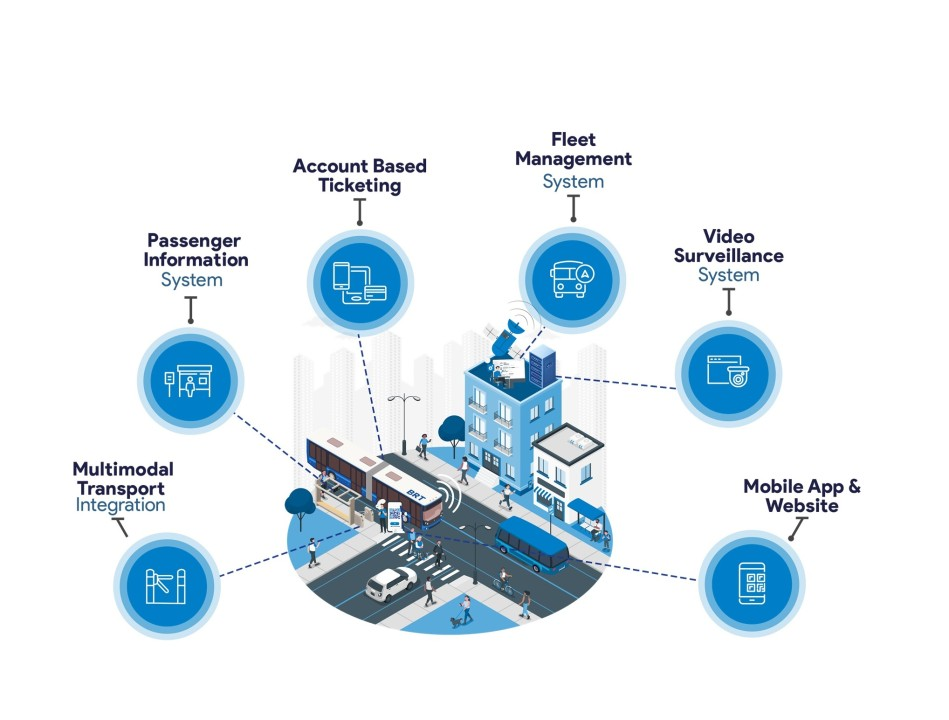 Fleet
Management
System
Account Based
Ticketing
Video
Surveillance
System
Passenger
Information
System
Multimodal
Transport
Integration
Mobile App &
Website
BRT